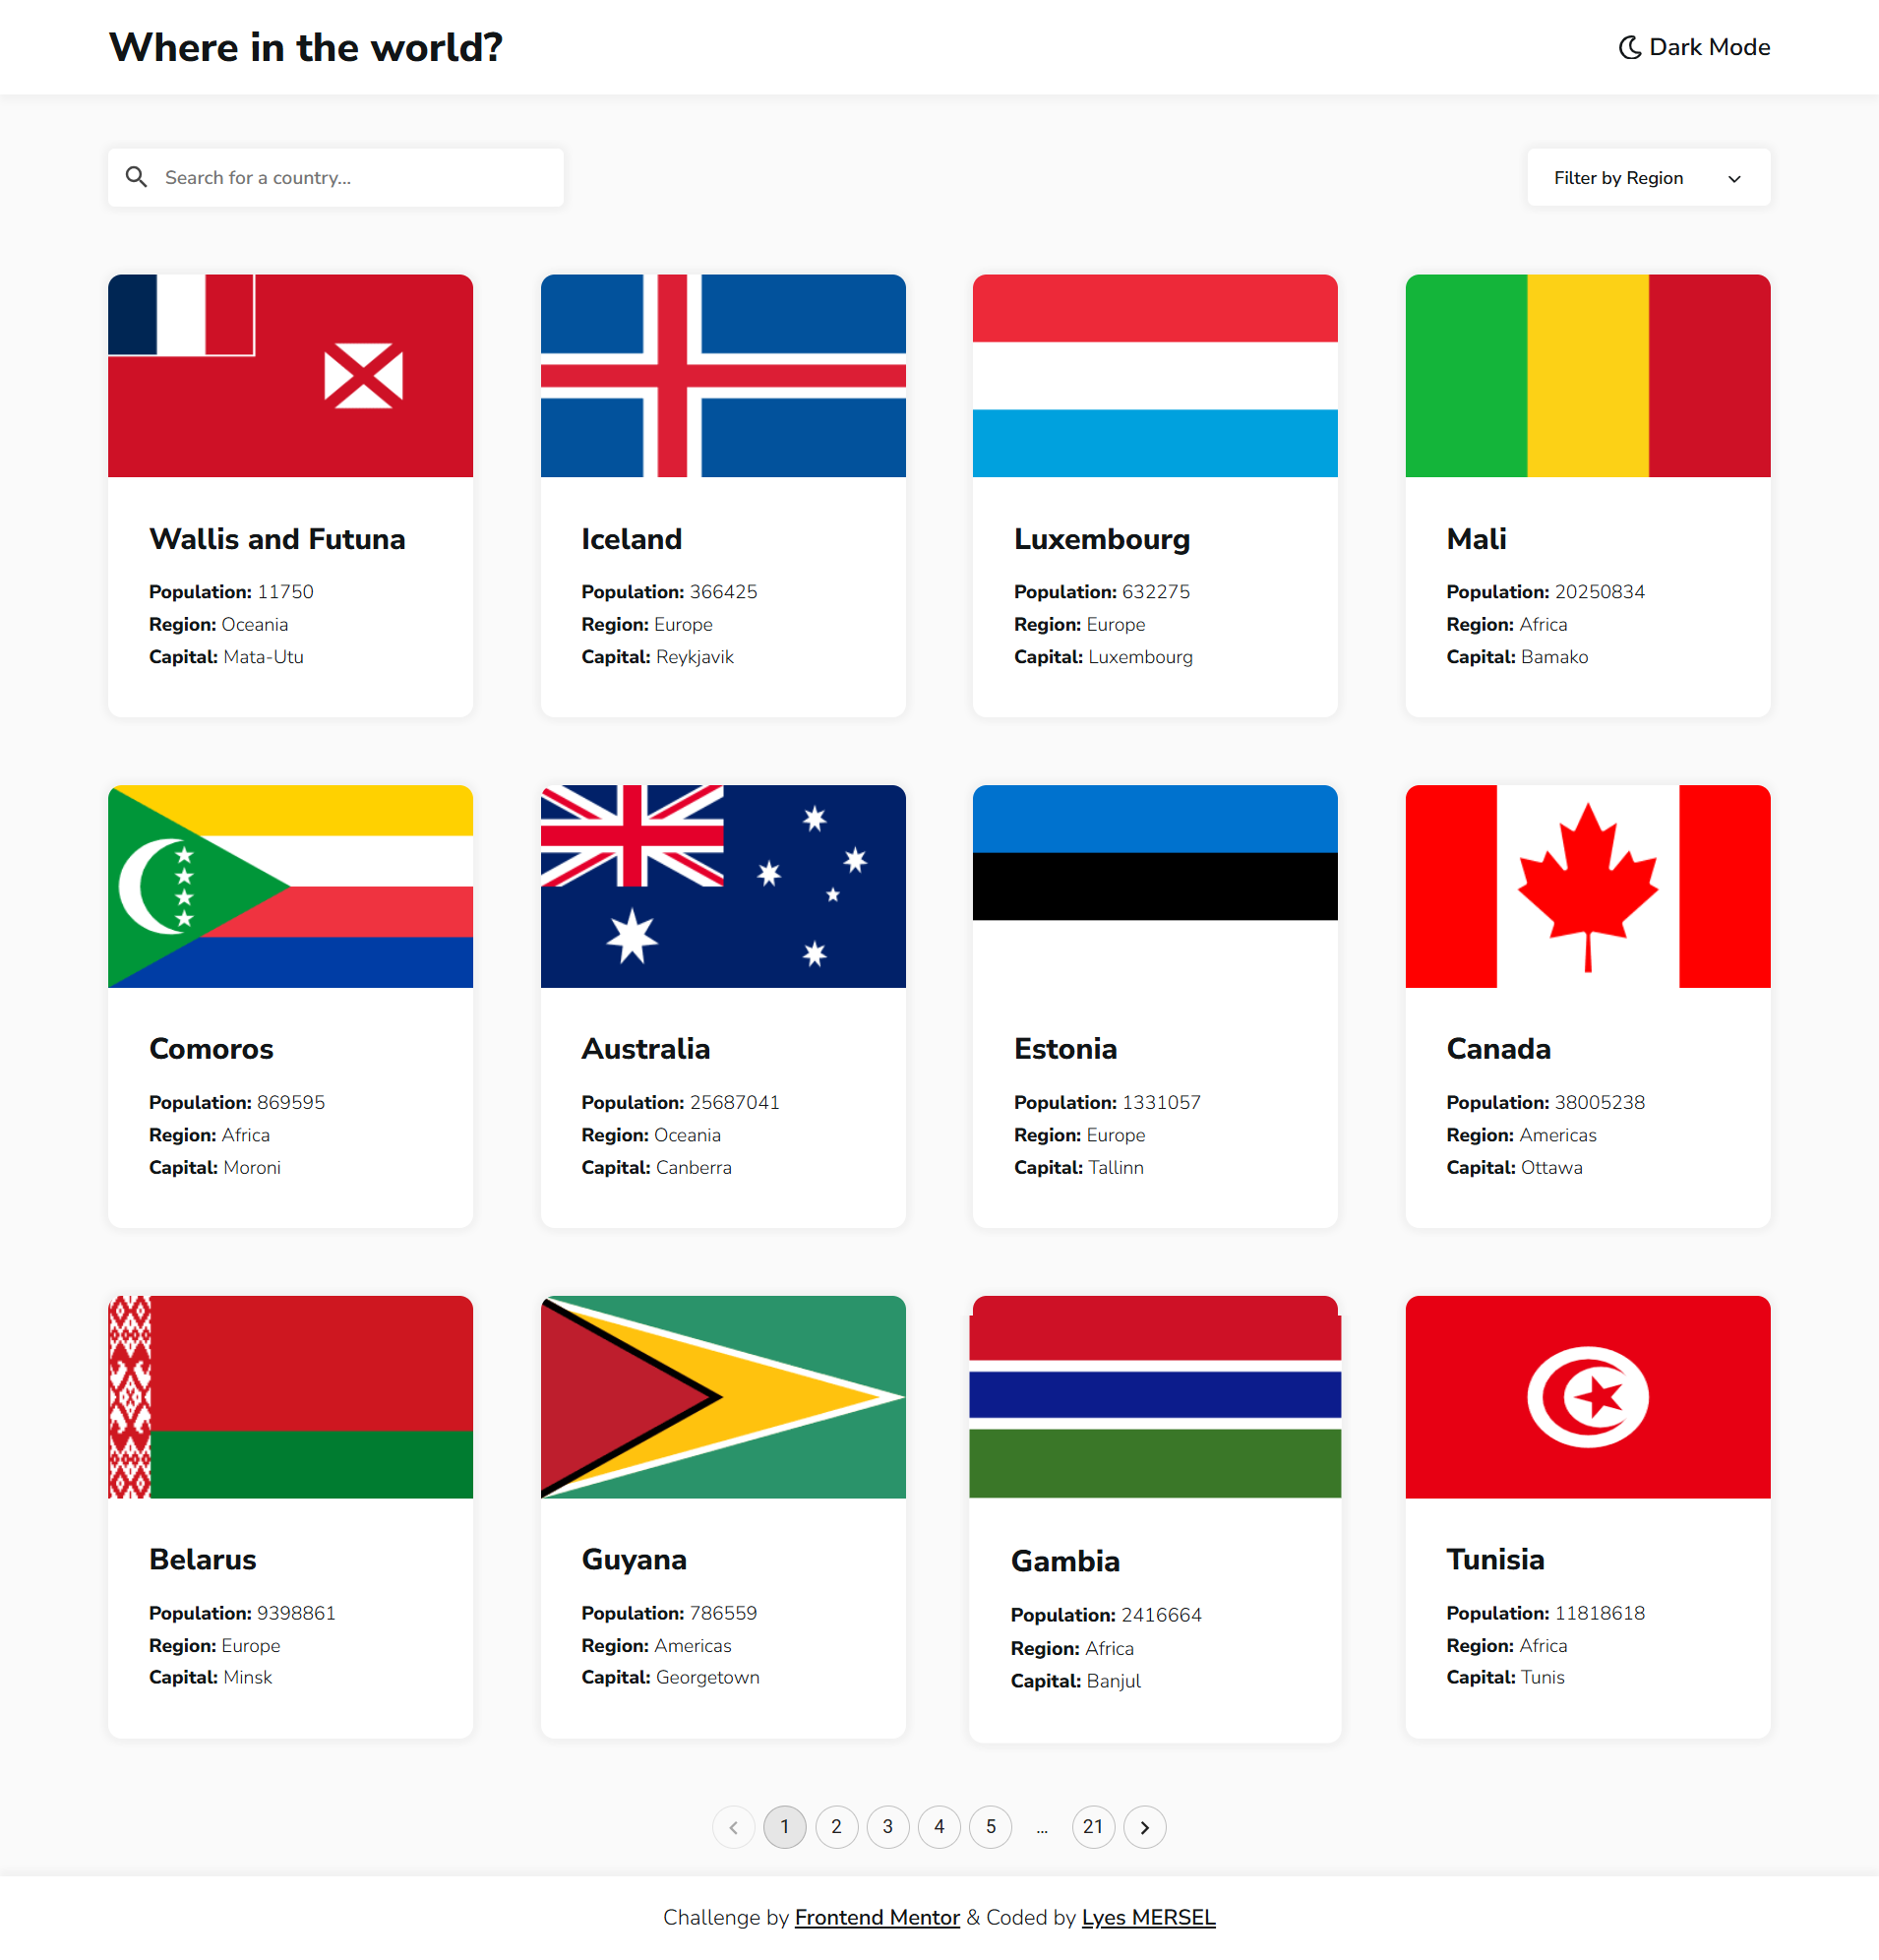 Where in the world?
Dark Mode
Search for a country...
Filter by Region
Wallis and Futuna
Population: 11750
Region: Oceania
Capital: Mata-Utu
Iceland
Population: 366425
Region: Europe
Capital: Reykjavik
Luxembourg
Population: 632275
Region: Europe
Capital: Luxembourg
Mali
Population: 20250834
Region: Africa
Capital: Bamako
Comoros
Population: 869595
Region: Africa
Capital: Moroni
Australia
Population: 25687041
Region: Oceania
Capital: Canberra
Estonia
Population: 1331057
Region: Europe
Capital: Tallinn
Canada
Population: 38005238
Region: Americas
Capital: Ottawa
Belarus
Population: 9398861
Region: Europe
Capital: Minsk
Guyana
Population: 786559
Region: Americas
Capital: Georgetown
Gambia
Population: 2416664
Region: Africa
Capital: Banjul
Tunisia
Population: 11818618
Region: Africa
Capital: Tunis
1 2 3 4 5 ... 21
Challenge by Frontend Mentor & Coded by Lyes MERSEL